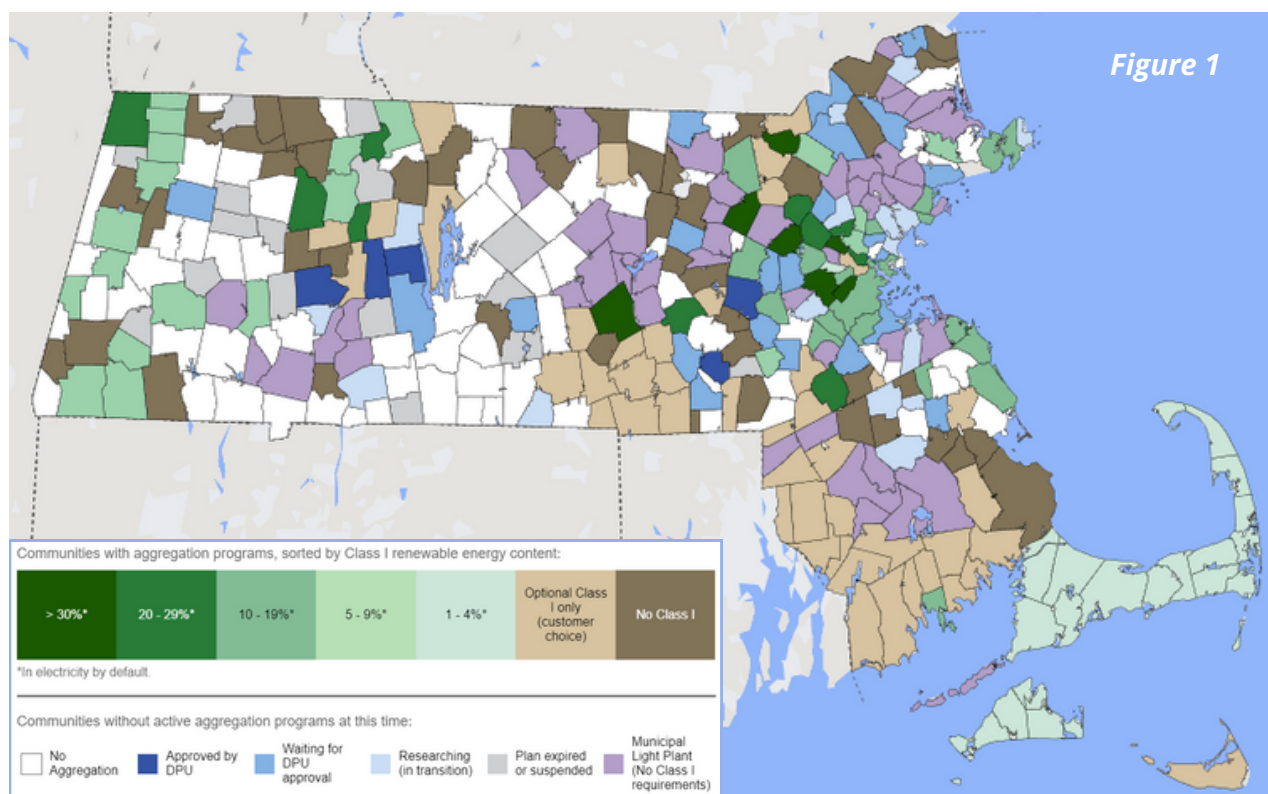 Figure 1
Communities with aggregation programs, sorted by Class I renewable energy content:
> 30%*
20 - 29%*
10 - 19%*
5 - 9%*
1 - 4%*
Optional Class
I only
(customer
choice)
No Class I
*In electricity by default.
Communities without active aggregation programs at this time:
No
Aggregation
Approved by
DPU
Waiting for
DPU
approval
Researching
(in transition)
Plan expired
or suspended
Municipal
Light Plant
(No Class I
requirements)